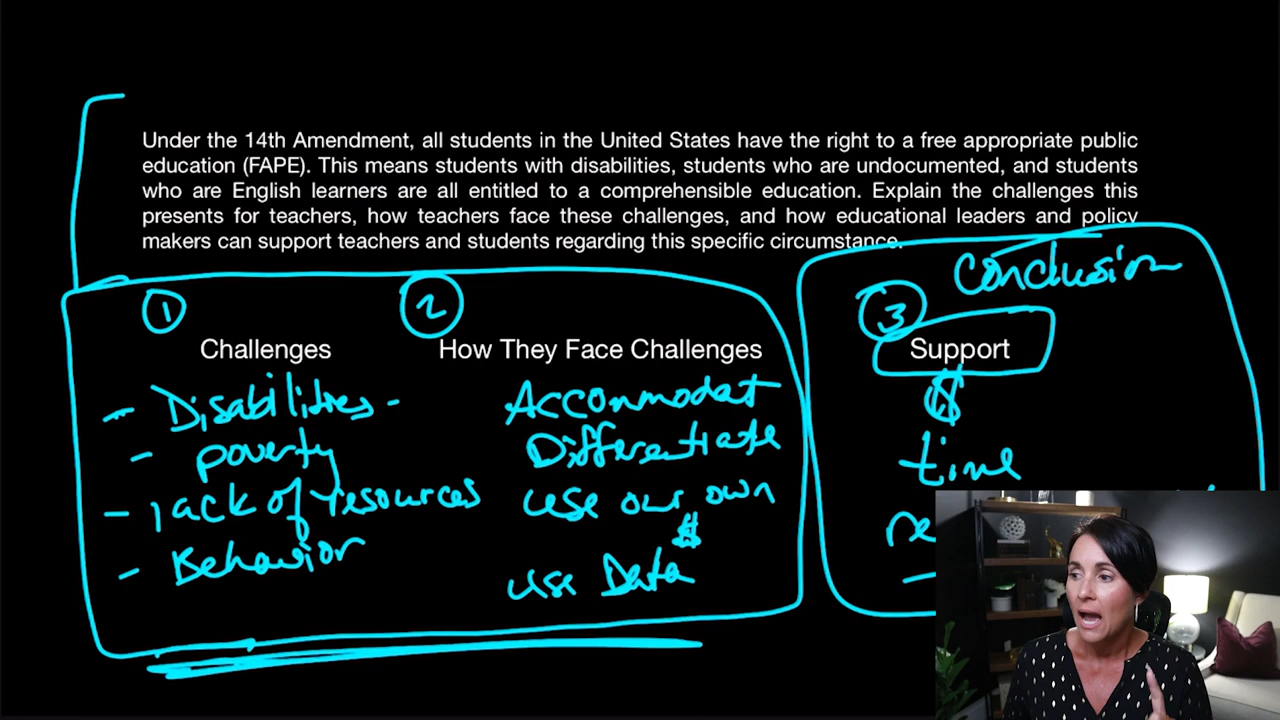 Under the 14th Amendment, all students in the United States have the right to a free appropriate public
education (FAPE). This means students with disabilities, students who are undocumented, and students
who are English learners are all entitled to a comprehensible education. Explain the challenges this
presents for teachers, how teachers face these challenges, and how educational leaders and policy
makers can support teachers and students regarding this specific circumstance.
Conclusion
1 2 3
Challenges How They Face Challenges Support
- Disabilities - Accommodat $
- poverty Differentiate time
- lack of resources use our own
$
- Behavior use Data